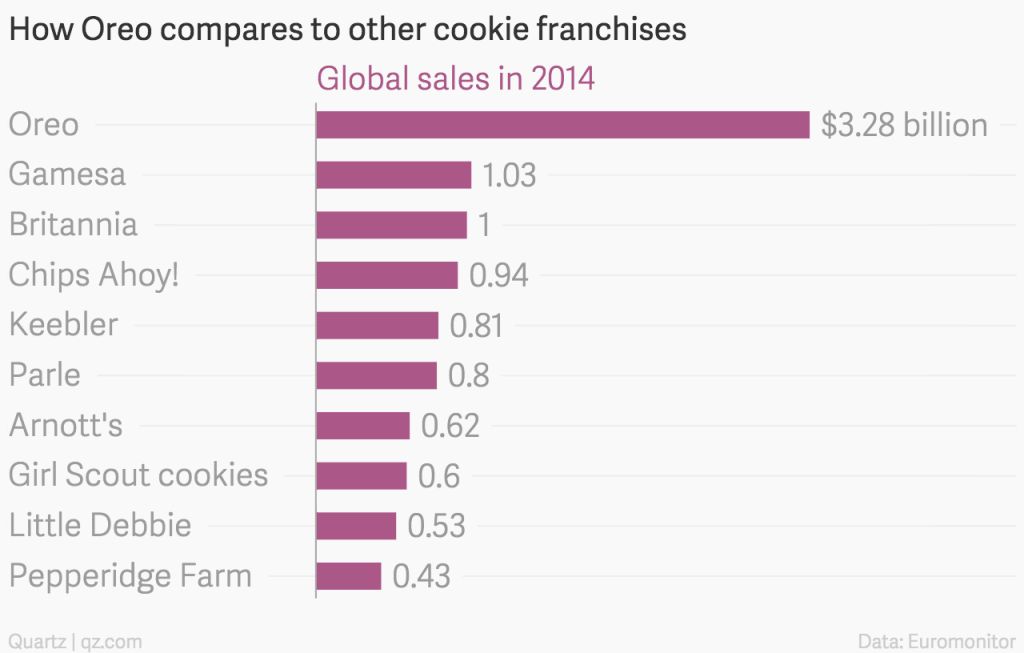 How Oreo compares to other cookie franchises
Global sales in 2014
Oreo $3.28 billion
Gamesa 1.03
Britannia 1
Chips Ahoy! 0.94
Keebler 0.81
Parle 0.8
Arnott's 0.62
Girl Scout cookies 0.6
Little Debbie 0.53
Pepperidge Farm 0.43
Quartz | qz.com Data: Euromonitor